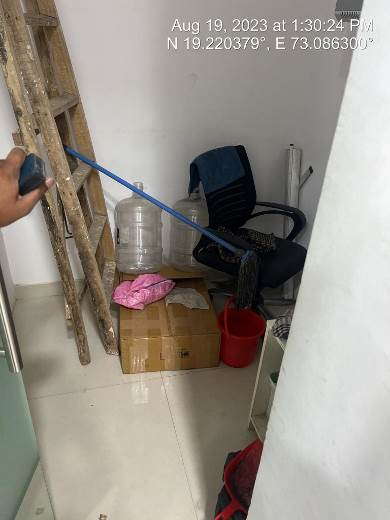 Aug 19, 2023 at 1:30:24 PM
N 19.220379°, E 73.086300°